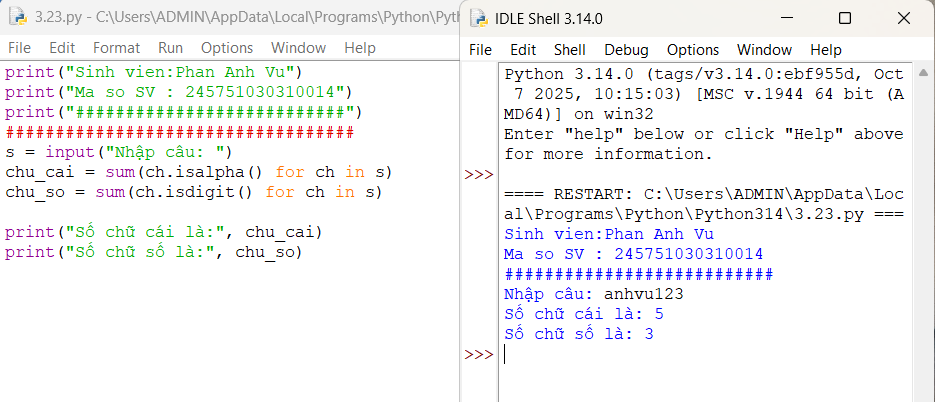 3.23.py - C:\Users\ADMIN\AppData\Local\Programs\Python\Pyth
File Edit Format Run Options Window Help
print("Sinh vien:Phan Anh Vu")
print("Ma so SV : 245751030310014")
print("###########################")
###################################
s = input("Nhập câu: ")
chu_cai = sum(ch.isalpha() for ch in s)
chu_so = sum(ch.isdigit() for ch in s)
print("Số chữ cái là:", chu_cai)
print("Số chữ số là:", chu_so)
IDLE Shell 3.14.0
File Edit Shell Debug Options Window Help
Python 3.14.0 (tags/v3.14.0:ebf955d, Oct
7 2025, 10:15:03) [MSC v.1944 64 bit (A
MD64)] on win32
Enter "help" below or click "Help" above
for more information.
>>>
==== RESTART: C:\Users\ADMIN\AppData\Loc
al\Programs\Python\Python314\3.23.py ===
Sinh vien:Phan Anh Vu
Ma so SV : 245751030310014
###########################
Nhập câu: anhvu123
Số chữ cái là: 5
Số chữ số là: 3
>>>